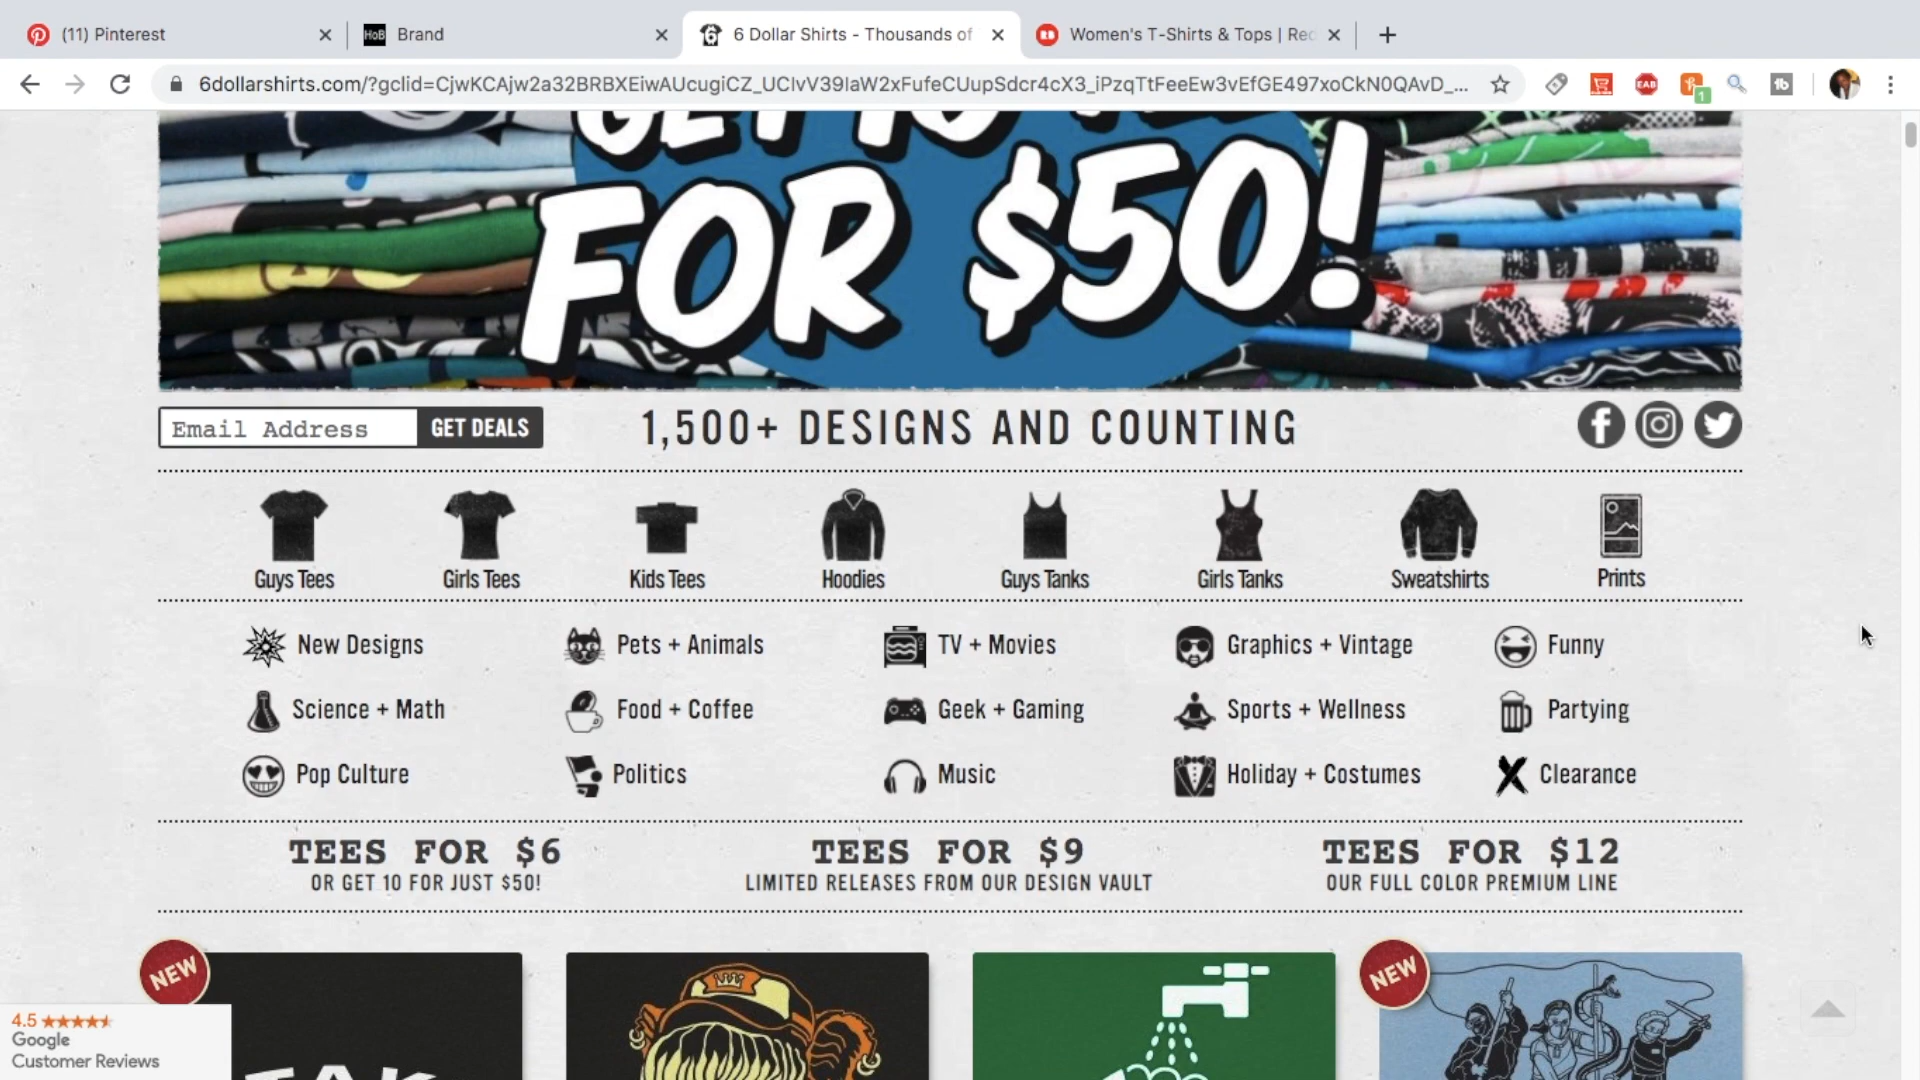 (11) Pinterest
HoB Brand
6 Dollar Shirts - Thousands of
Women's T-Shirts & Tops | Red
6dollarshirts.com/?gclid=CjwKCAjw2a32BRBXEiwAUcugiCZ_UCIvV39IaW2xFufeCUupSdcr4cX3_iPzqTtFeeEw3vEfGE497xoCkN0QAvD_...
EAB
1
FOR $50!
Email Address
GET DEALS
1,500+ DESIGNS AND COUNTING
Guys Tees
Girls Tees
Kids Tees
Hoodies
Guys Tanks
Girls Tanks
Sweatshirts
Prints
New Designs
Pets + Animals
TV + Movies
Graphics + Vintage
Funny
Science + Math
Food + Coffee
Geek + Gaming
Sports + Wellness
Partying
Pop Culture
Politics
Music
Holiday + Costumes
Clearance
TEES FOR $6
OR GET 10 FOR JUST $50!
TEES FOR $9
LIMITED RELEASES FROM OUR DESIGN VAULT
TEES FOR $12
OUR FULL COLOR PREMIUM LINE
NEW
NEW
4.5
Google
Customer Reviews